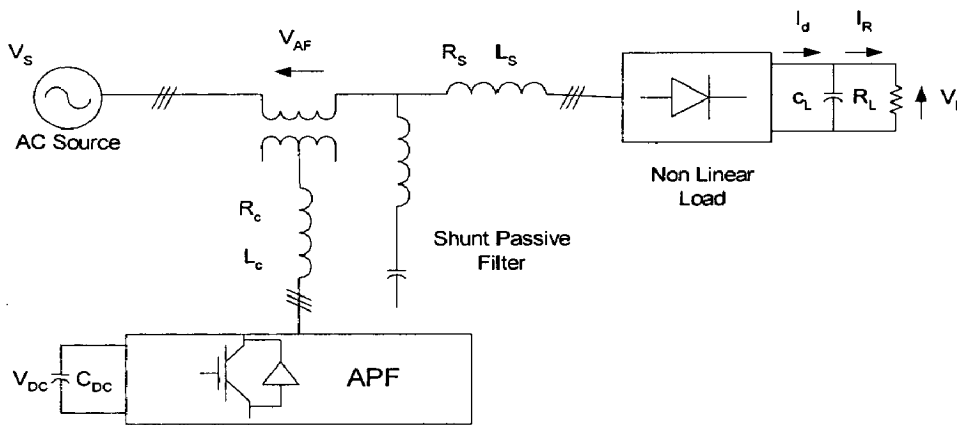 V_S
AC Source
V_AF
R_S L_S
I_d I_R
c_L R_L
Non Linear
Load
R_c
L_c
Shunt Passive
Filter
V_DC C_DC
APF